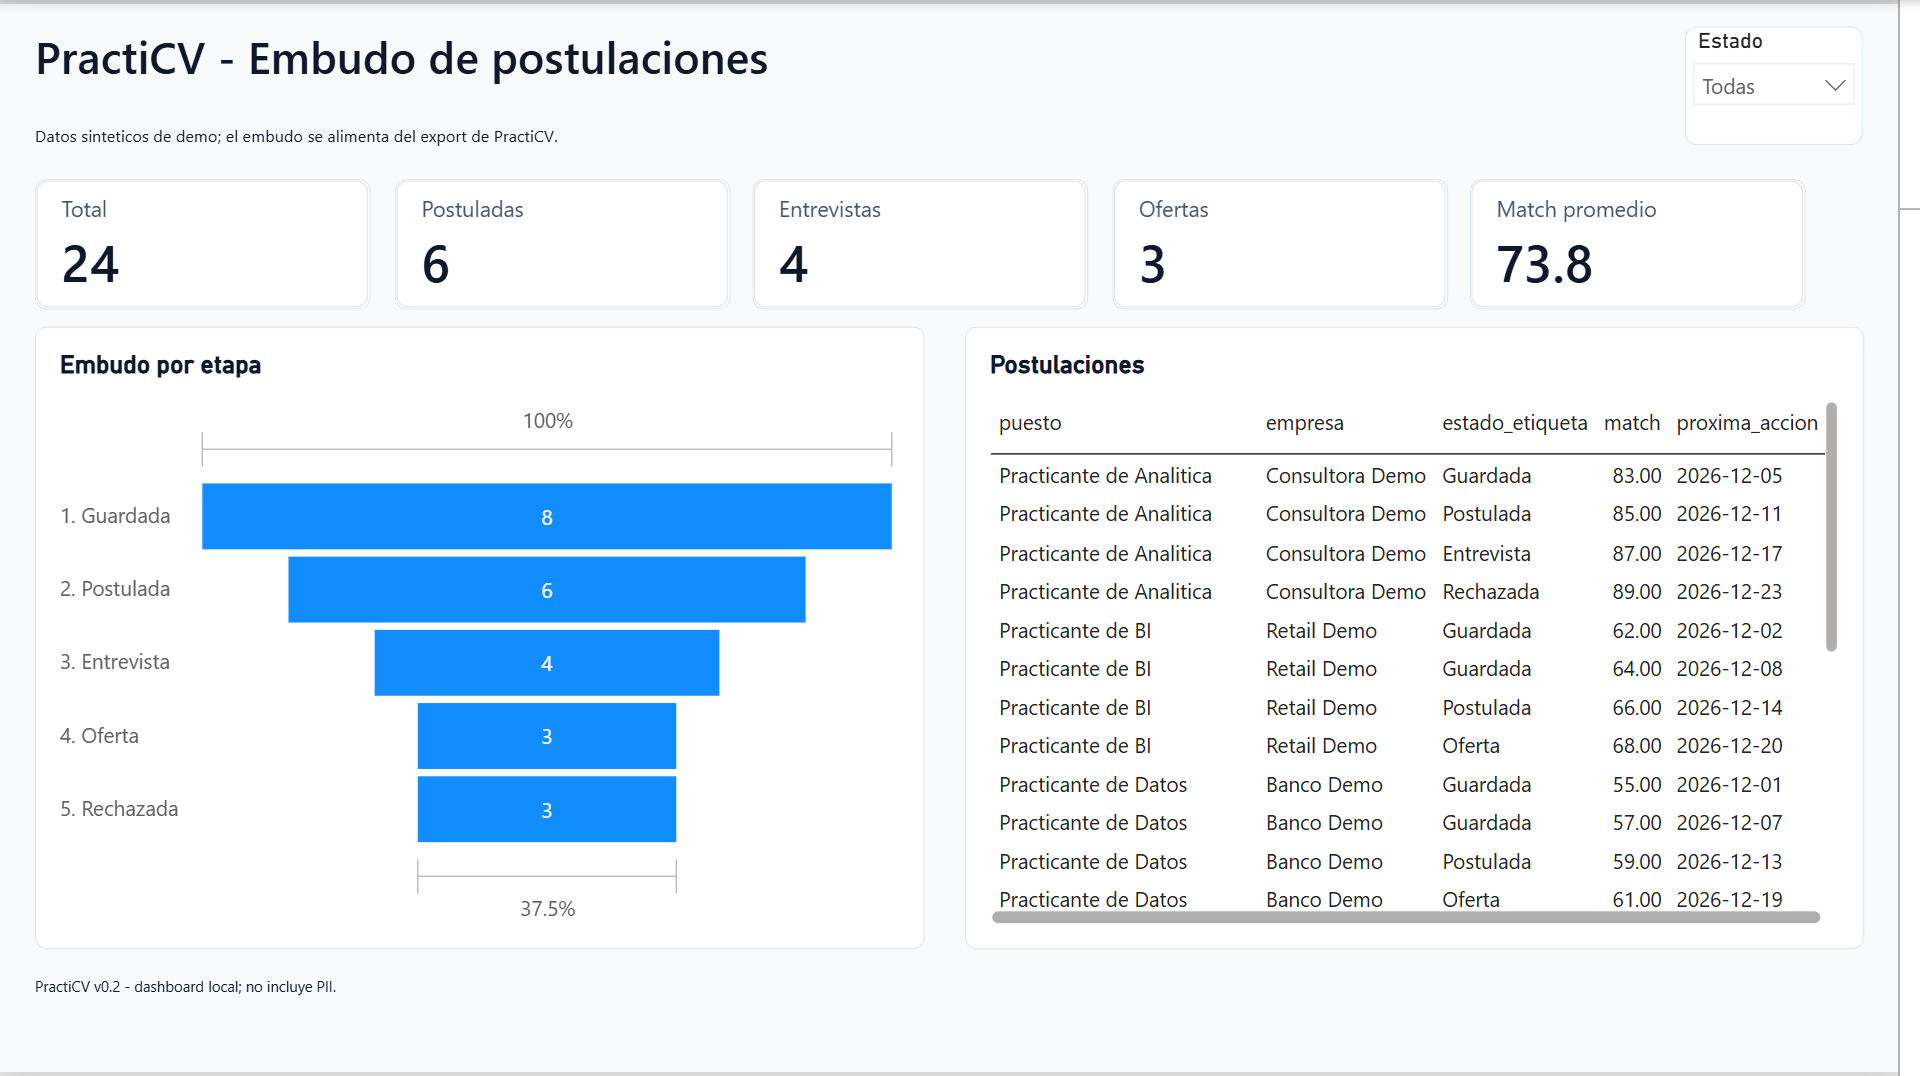 PractiCV - Embudo de postulaciones
Estado
Todas
Datos sinteticos de demo; el embudo se alimenta del export de PractiCV.
Total
24
Postuladas
6
Entrevistas
4
Ofertas
3
Match promedio
73.8
Embudo por etapa
100%
1. Guardada 8
2. Postulada 6
3. Entrevista 4
4. Oferta 3
5. Rechazada 3
37.5%
Postulaciones
puesto empresa estado_etiqueta match proxima_accion
Practicante de Analitica Consultora Demo Guardada 83.00 2026-12-05
Practicante de Analitica Consultora Demo Postulada 85.00 2026-12-11
Practicante de Analitica Consultora Demo Entrevista 87.00 2026-12-17
Practicante de Analitica Consultora Demo Rechazada 89.00 2026-12-23
Practicante de BI Retail Demo Guardada 62.00 2026-12-02
Practicante de BI Retail Demo Guardada 64.00 2026-12-08
Practicante de BI Retail Demo Postulada 66.00 2026-12-14
Practicante de BI Retail Demo Oferta 68.00 2026-12-20
Practicante de Datos Banco Demo Guardada 55.00 2026-12-01
Practicante de Datos Banco Demo Guardada 57.00 2026-12-07
Practicante de Datos Banco Demo Postulada 59.00 2026-12-13
Practicante de Datos Banco Demo Oferta 61.00 2026-12-19
PractiCV v0.2 - dashboard local; no incluye PII.